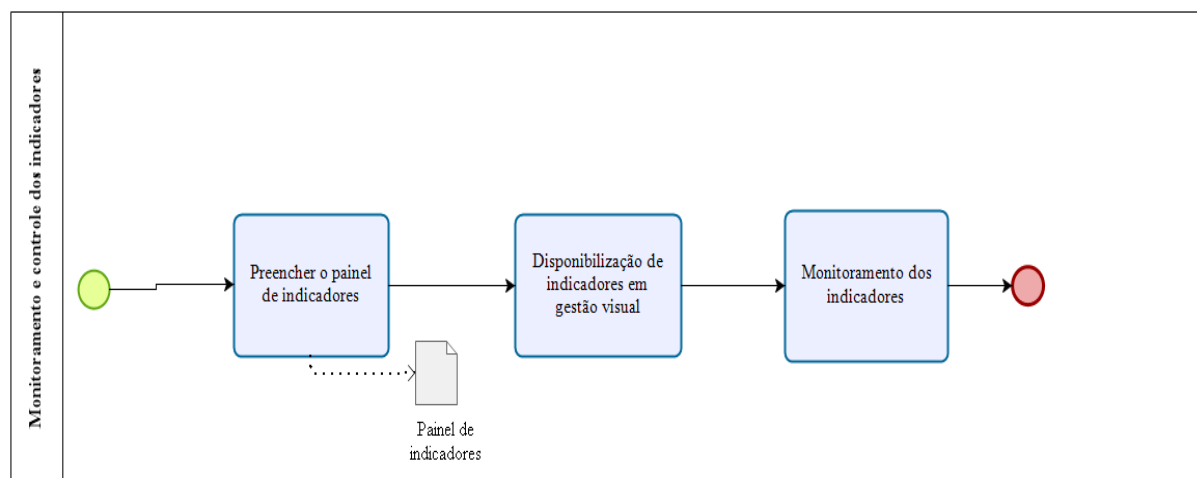 Monitoramento e controle dos indicadores
Preencher o painel
de indicadores
Disponibilização de
indicadores em
gestão visual
Monitoramento dos
indicadores
Painel de
indicadores